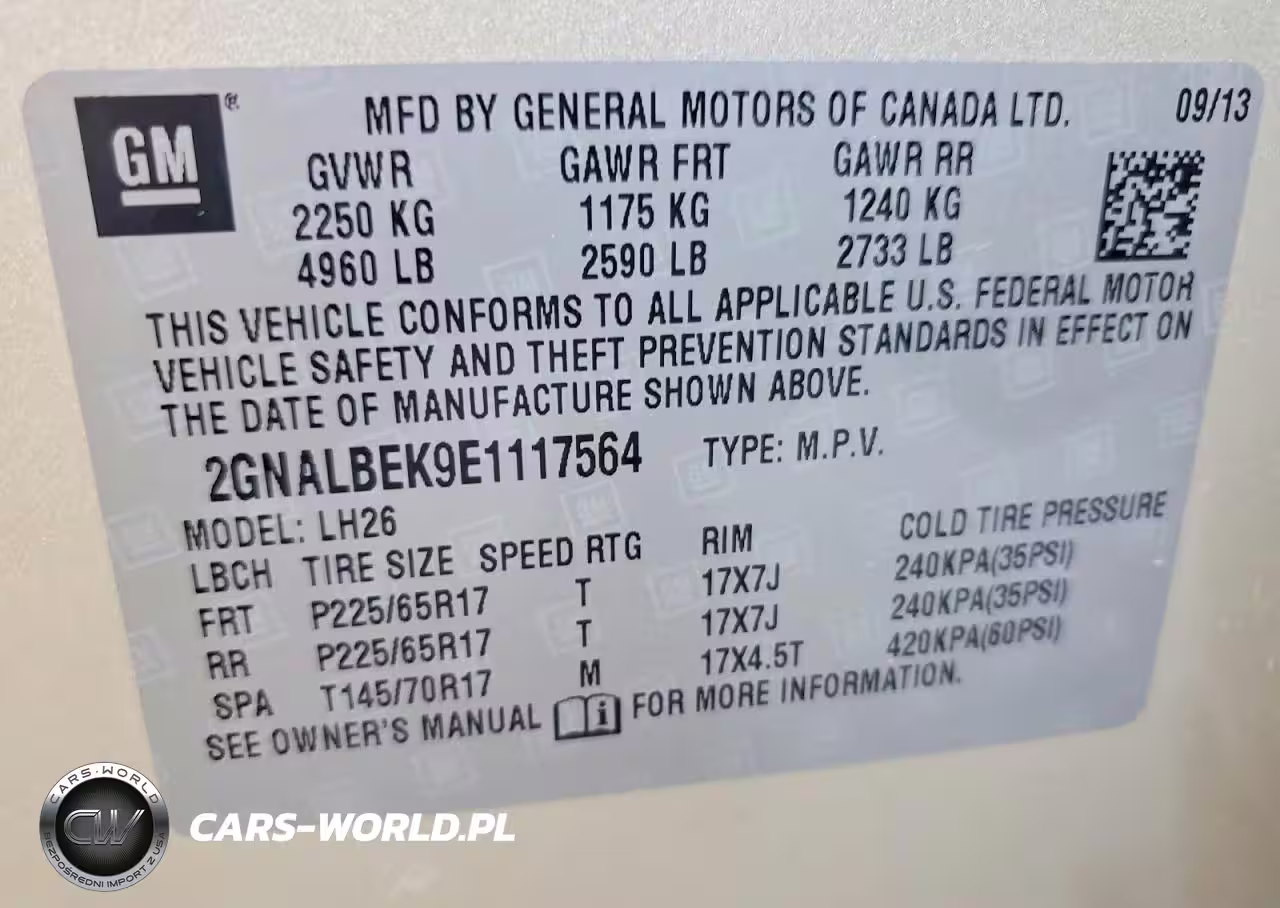 GM ® MFD BY GENERAL MOTORS OF CANADA LTD. 09/13
GVWR GAWR FRT GAWR RR
2250 KG 1175 KG 1240 KG
4960 LB 2590 LB 2733 LB
THIS VEHICLE CONFORMS TO ALL APPLICABLE U.S. FEDERAL MOTOR
VEHICLE SAFETY AND THEFT PREVENTION STANDARDS IN EFFECT ON
THE DATE OF MANUFACTURE SHOWN ABOVE.
2GNALBEK9E1117564 TYPE: M.P.V.
MODEL: LH26
LBCH TIRE SIZE SPEED RTG RIM COLD TIRE PRESSURE
FRT P225/65R17 T 17X7J 240KPA(35PSI)
RR P225/65R17 T 17X7J 240KPA(35PSI)
SPA T145/70R17 M 17X4.5T 420KPA(60PSI)
SEE OWNER'S MANUAL i FOR MORE INFORMATION.
CARS-WORLD
CW
BEZPOŚREDNI IMPORT Z USA
CARS-WORLD.PL